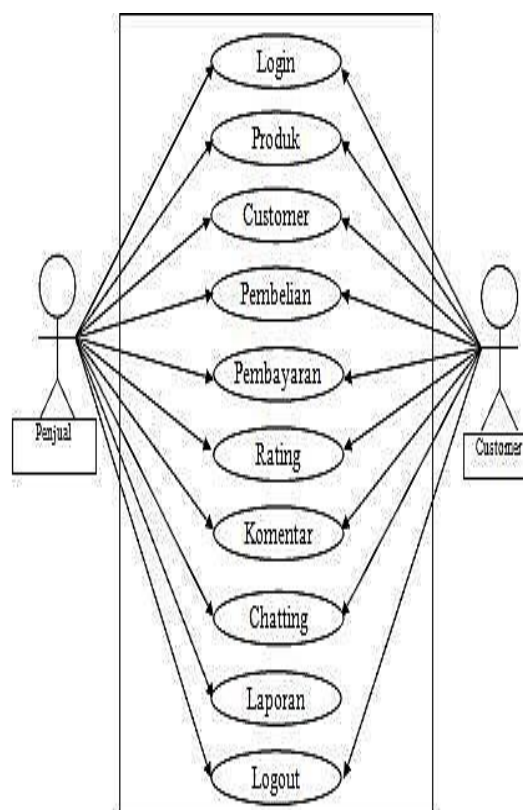 Login
Produk
Customer
Pembelian
Pembayaran
Rating
Komentar
Chatting
Laporan
Logout
Penjual
Customer